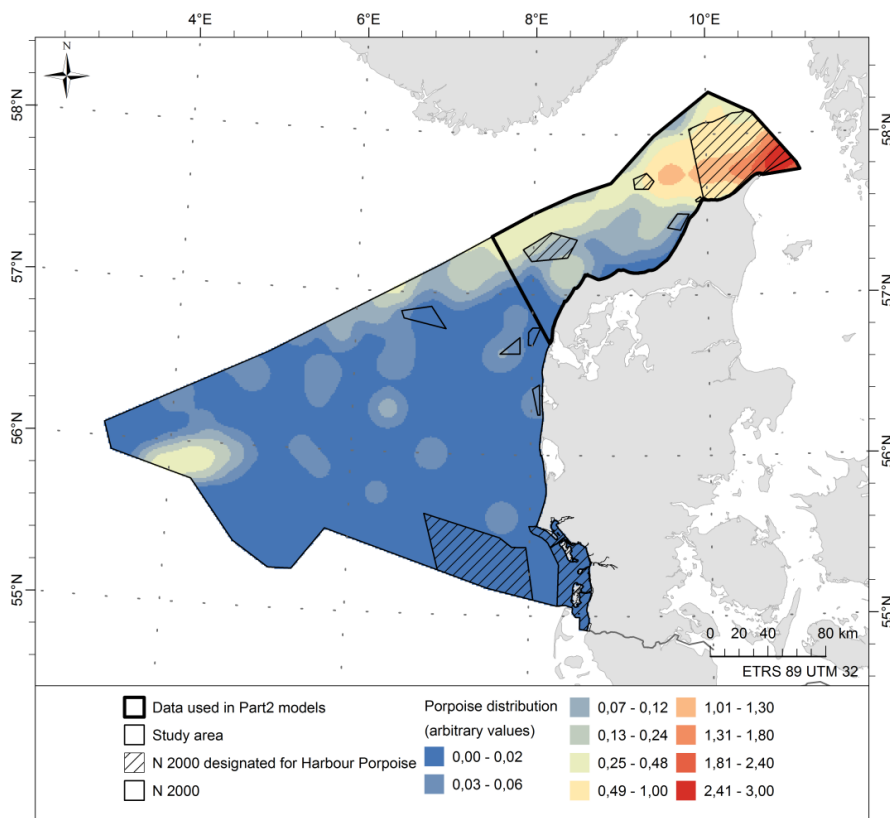 4°E 6°E 8°E 10°E
N
58°N 58°N
57°N 57°N
56°N 56°N
55°N 55°N
0 20 40 80 km
ETRS 89 UTM 32
Data used in Part2 models
Study area
N 2000 designated for Harbour Porpoise
N 2000
Porpoise distribution
(arbitrary values)
0,00 - 0,02
0,03 - 0,06
0,07 - 0,12
0,13 - 0,24
0,25 - 0,48
0,49 - 1,00
1,01 - 1,30
1,31 - 1,80
1,81 - 2,40
2,41 - 3,00